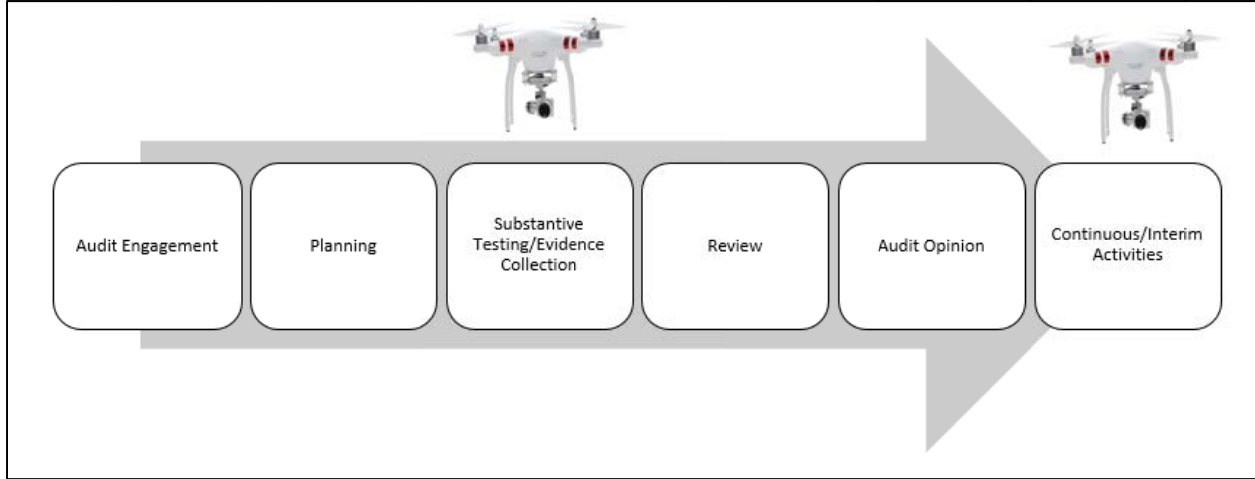 Audit Engagement
Planning
Substantive
Testing/Evidence
Collection
Review
Audit Opinion
Continuous/Interim
Activities